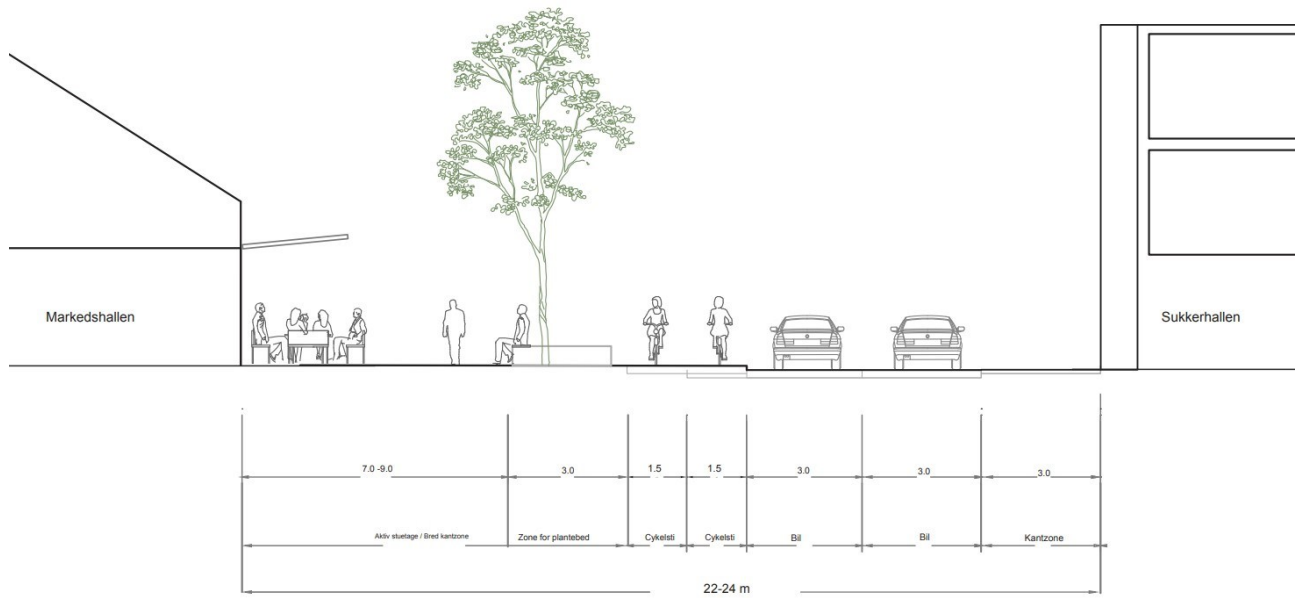 Markedshallen
Sukkerhallen
7.0 -9.0
3.0
1.5
1.5
3.0
3.0
3.0
Aktiv stuetage / Bred kantzone
Zone for plantebed
Cykelsti
Cykelsti
Bil
Bil
Kantzone
22-24 m